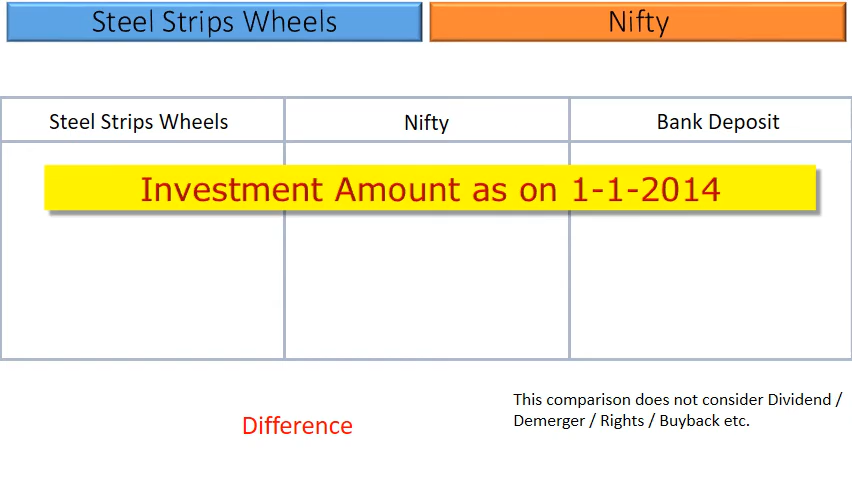 Steel Strips Wheels
Nifty
Steel Strips Wheels
Nifty
Bank Deposit
Investment Amount as on 1-1-2014
This comparison does not consider Dividend /
Demerger / Rights / Buyback etc.
Difference